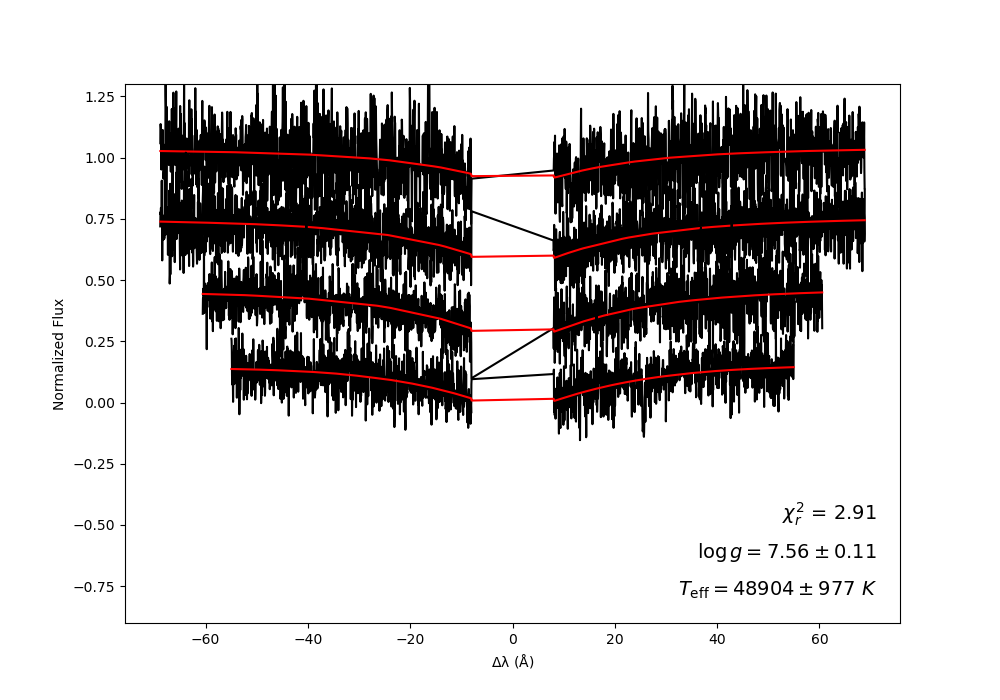 1.25
1.00
0.75
0.50
0.25
0.00
−0.25
−0.50
−0.75
Normalized Flux
χ²ᵣ = 2.91
log g = 7.56 ± 0.11
T_eff = 48904 ± 977 K
−60 −40 −20 0 20 40 60
Δλ (Å)